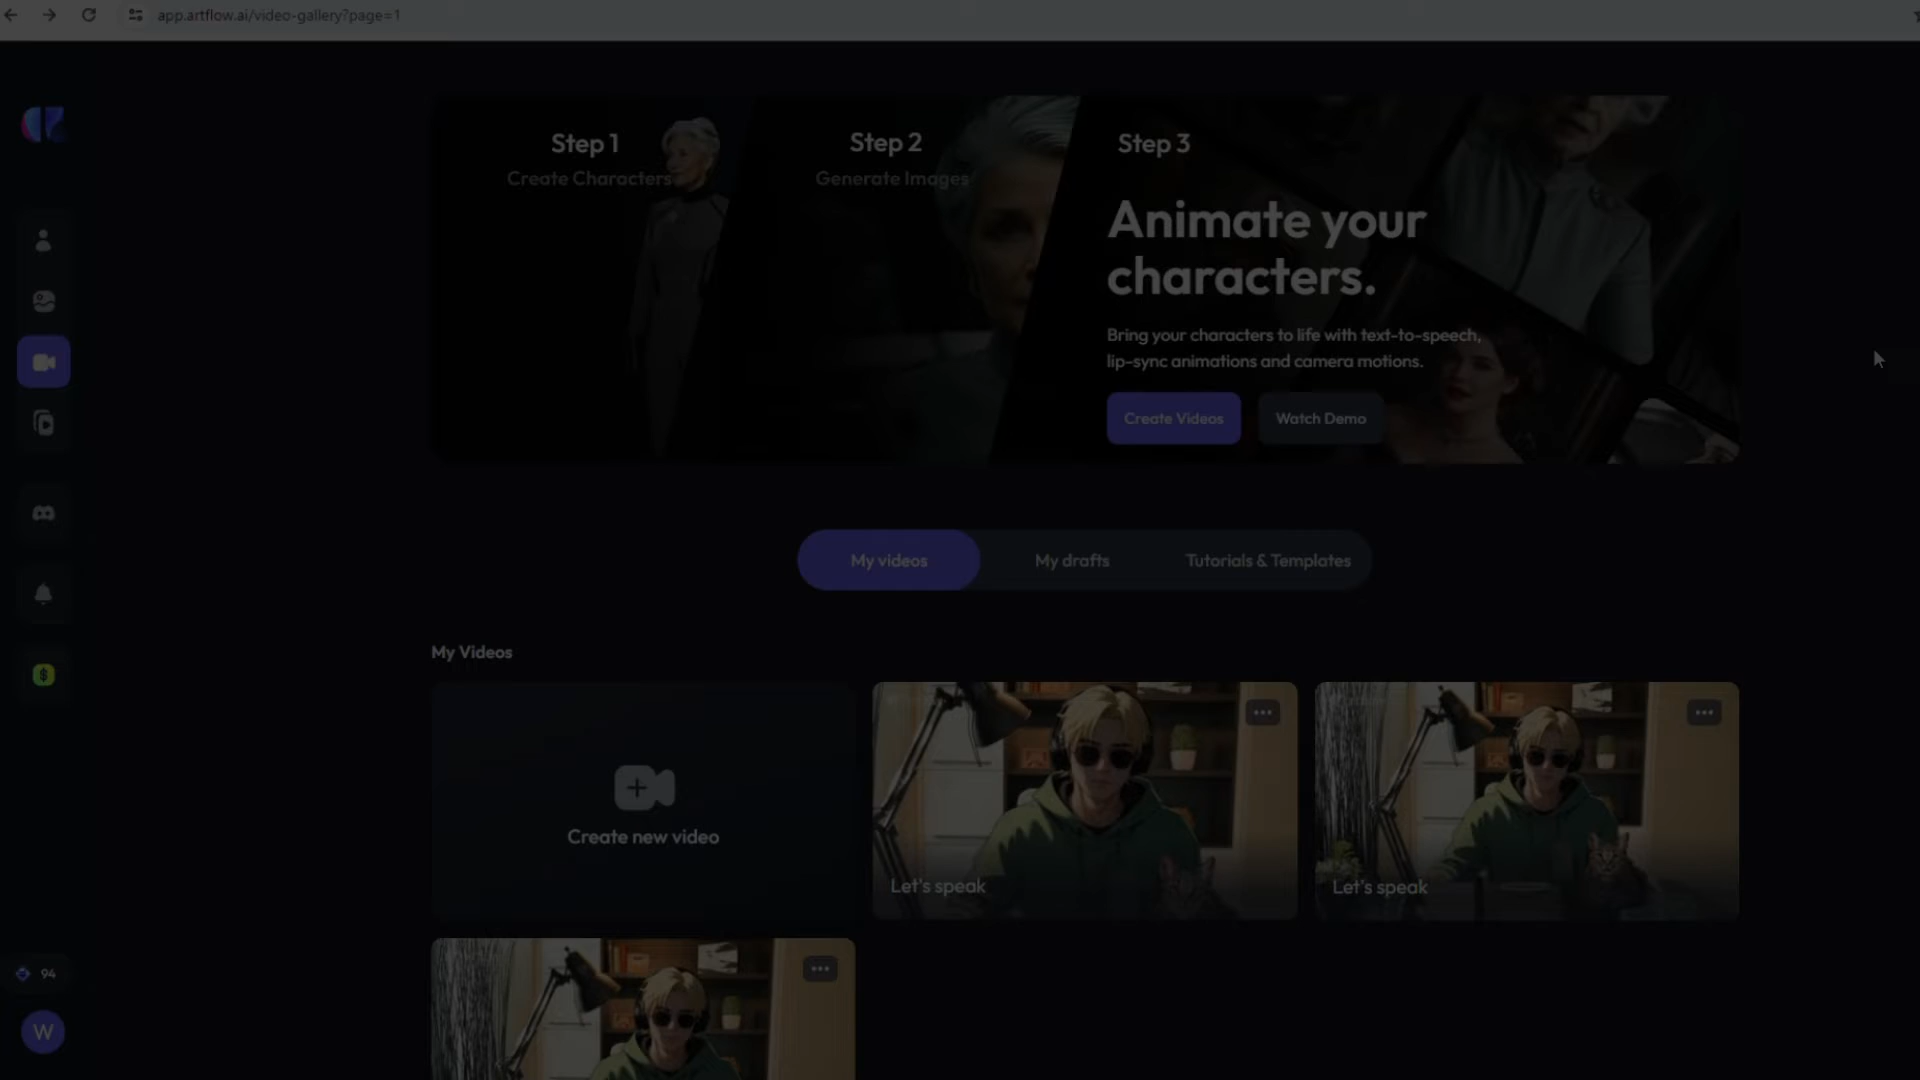 app.artflow.ai/video-gallery?page=1
Step 1
Create Characters
Step 2
Generate Images
Step 3
Animate your
characters.
Bring your characters to life with text-to-speech,
lip-sync animations and camera motions.
Create Videos
Watch Demo
My videos
My drafts
Tutorials & Templates
My Videos
Create new video
Let's speak
Let's speak
94
W